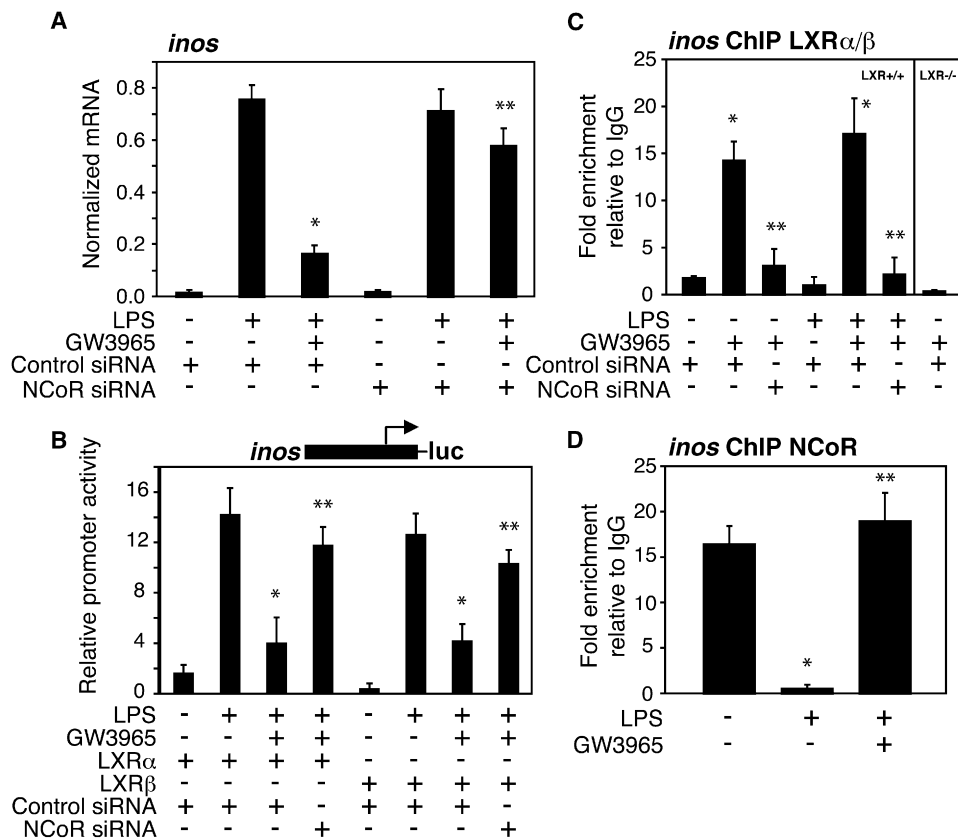 A
inos
Normalized mRNA
0.8
0.6
0.4
0.2
0.0
* **
LPS - + + - + +
GW3965 - - + - - +
Control siRNA + + + - - -
NCoR siRNA - - - + + +
B
inos luc
Relative promoter activity
16
12
8
4
0
* ** * **
LPS - + + + - + + +
GW3965 - - + + - - + +
LXRα + + + + - - - -
LXRβ - - - - + + + +
Control siRNA + + + - + + + -
NCoR siRNA - - - + - - - +
C
inos ChIP LXRα/β
Fold enrichment
relative to IgG
25
20
15
10
5
0
LXR+/+ LXR-/-
* ** * **
LPS - - - + + + -
GW3965 - + + - + + +
Control siRNA + + - + + - +
NCoR siRNA - - + - - + -
D
inos ChIP NCoR
Fold enrichment
relative to IgG
25
20
15
10
5
0
* **
LPS - + +
GW3965 - - +